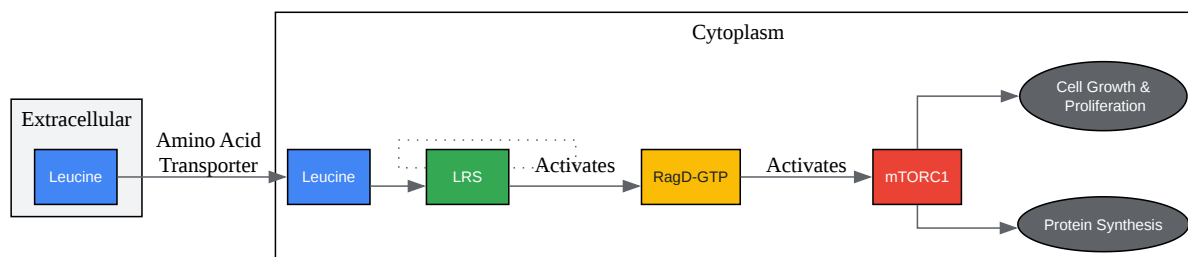 Cytoplasm
Extracellular
Leucine
Amino Acid
Transporter
Leucine
LRS
Activates
RagD-GTP
Activates
mTORC1
Cell Growth &
Proliferation
Protein Synthesis